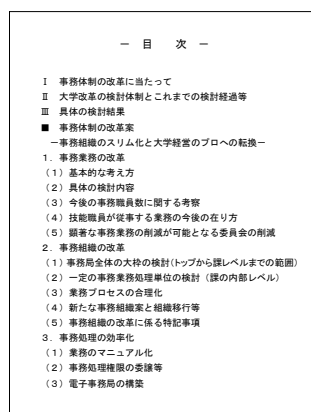 － 目 次 －
Ⅰ 事務体制の改革に当たって
Ⅱ 大学改革の検討体制とこれまでの検討経過等
Ⅲ 具体の検討結果
■ 事務体制の改革案
－事務組織のスリム化と大学経営のプロへの転換－
１．事務業務の改革
（１）基本的な考え方
（２）具体の検討内容
（３）今後の事務職員数に関する考察
（４）技能職員が従事する業務の今後の在り方
（５）顕著な事務業務の削減が可能となる委員会の削減
２．事務組織の改革
（１）事務局全体の大枠の検討（トップから課レベルまでの範囲）
（２）一定の事務業務処理単位の検討（課の内部レベル）
（３）業務プロセスの合理化
（４）新たな事務組織案と組織移行等
（５）事務組織の改革に係る特記事項
３．事務処理の効率化
（１）業務のマニュアル化
（２）事務処理権限の委譲等
（３）電子事務局の構築